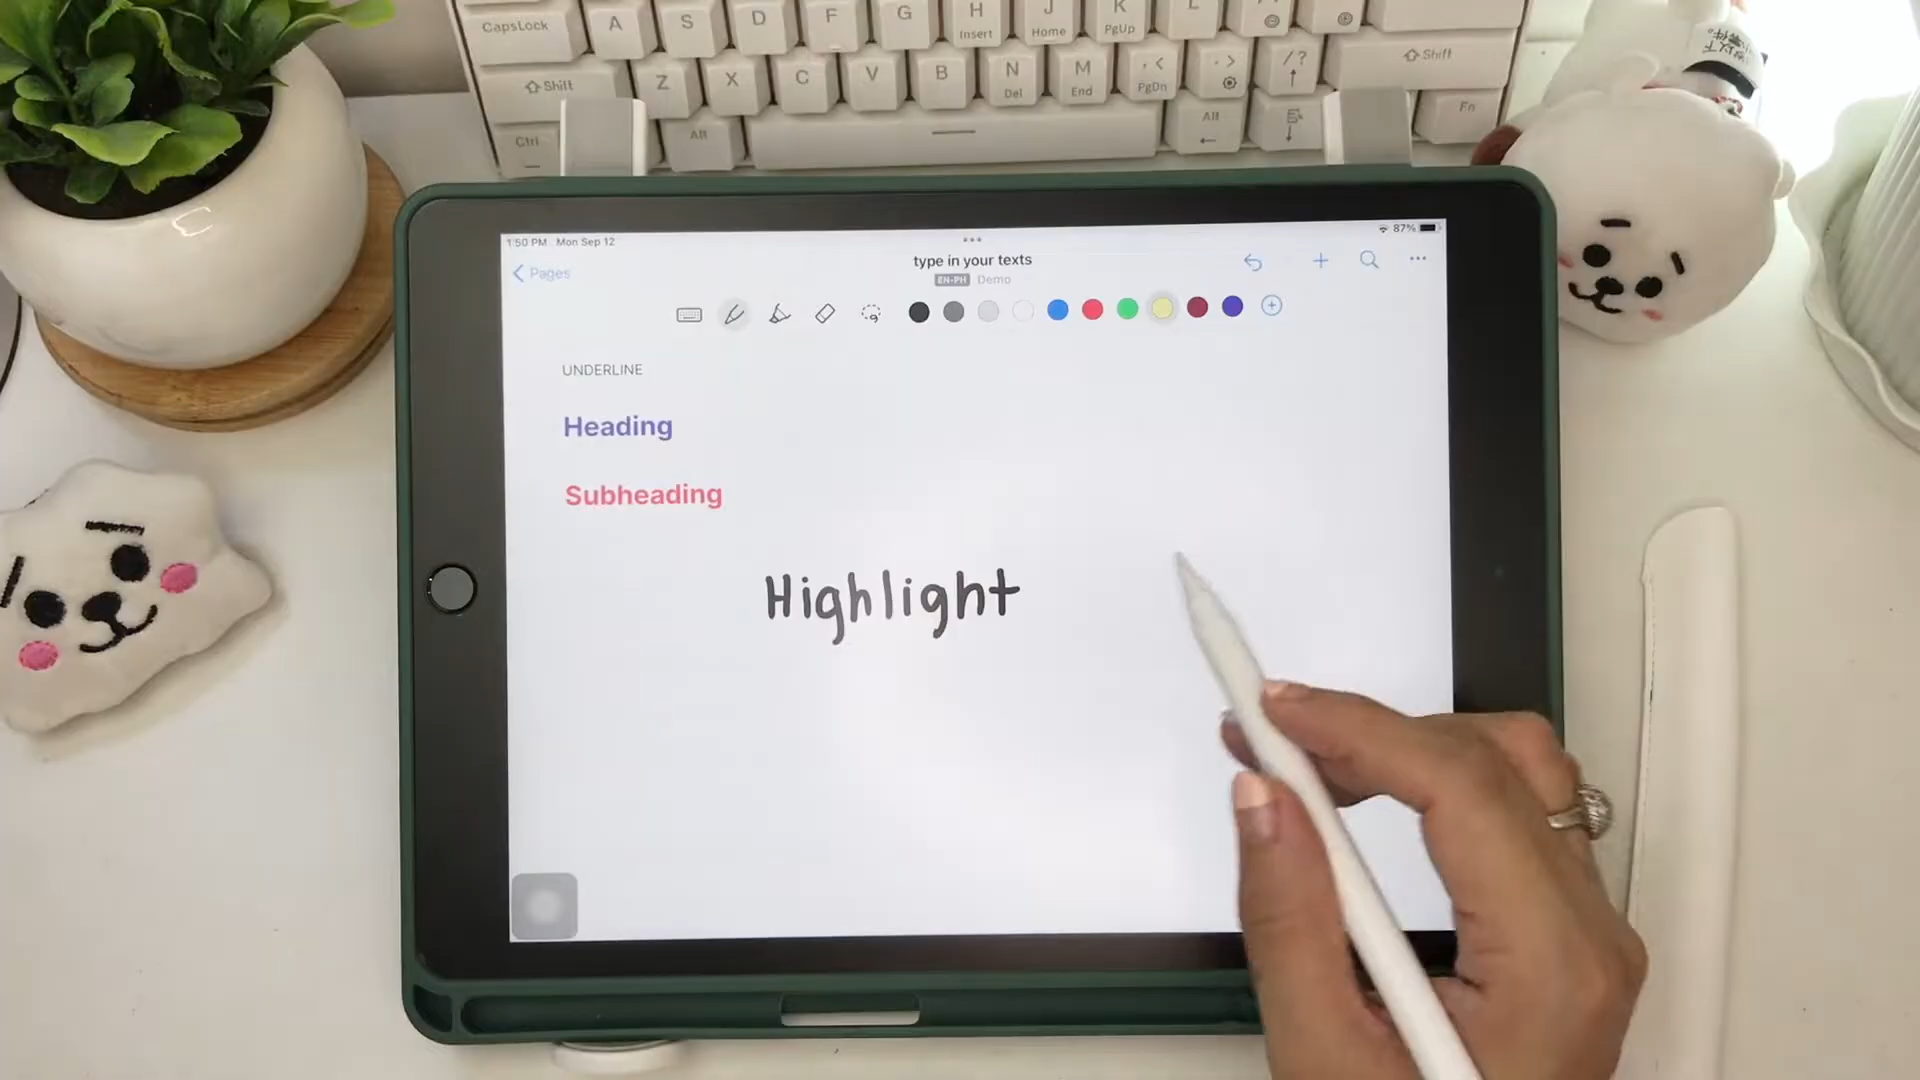 CapsLock A S D F G H Insert J Home K PgUp L
Shift Z X C V B N Del M End , < PgDn . > / ? Shift
Ctrl Alt Alt Fn
1:50 PM Mon Sep 12 87%
type in your texts
Pages EN-PH Demo
UNDERLINE
Heading
Subheading
Highlight